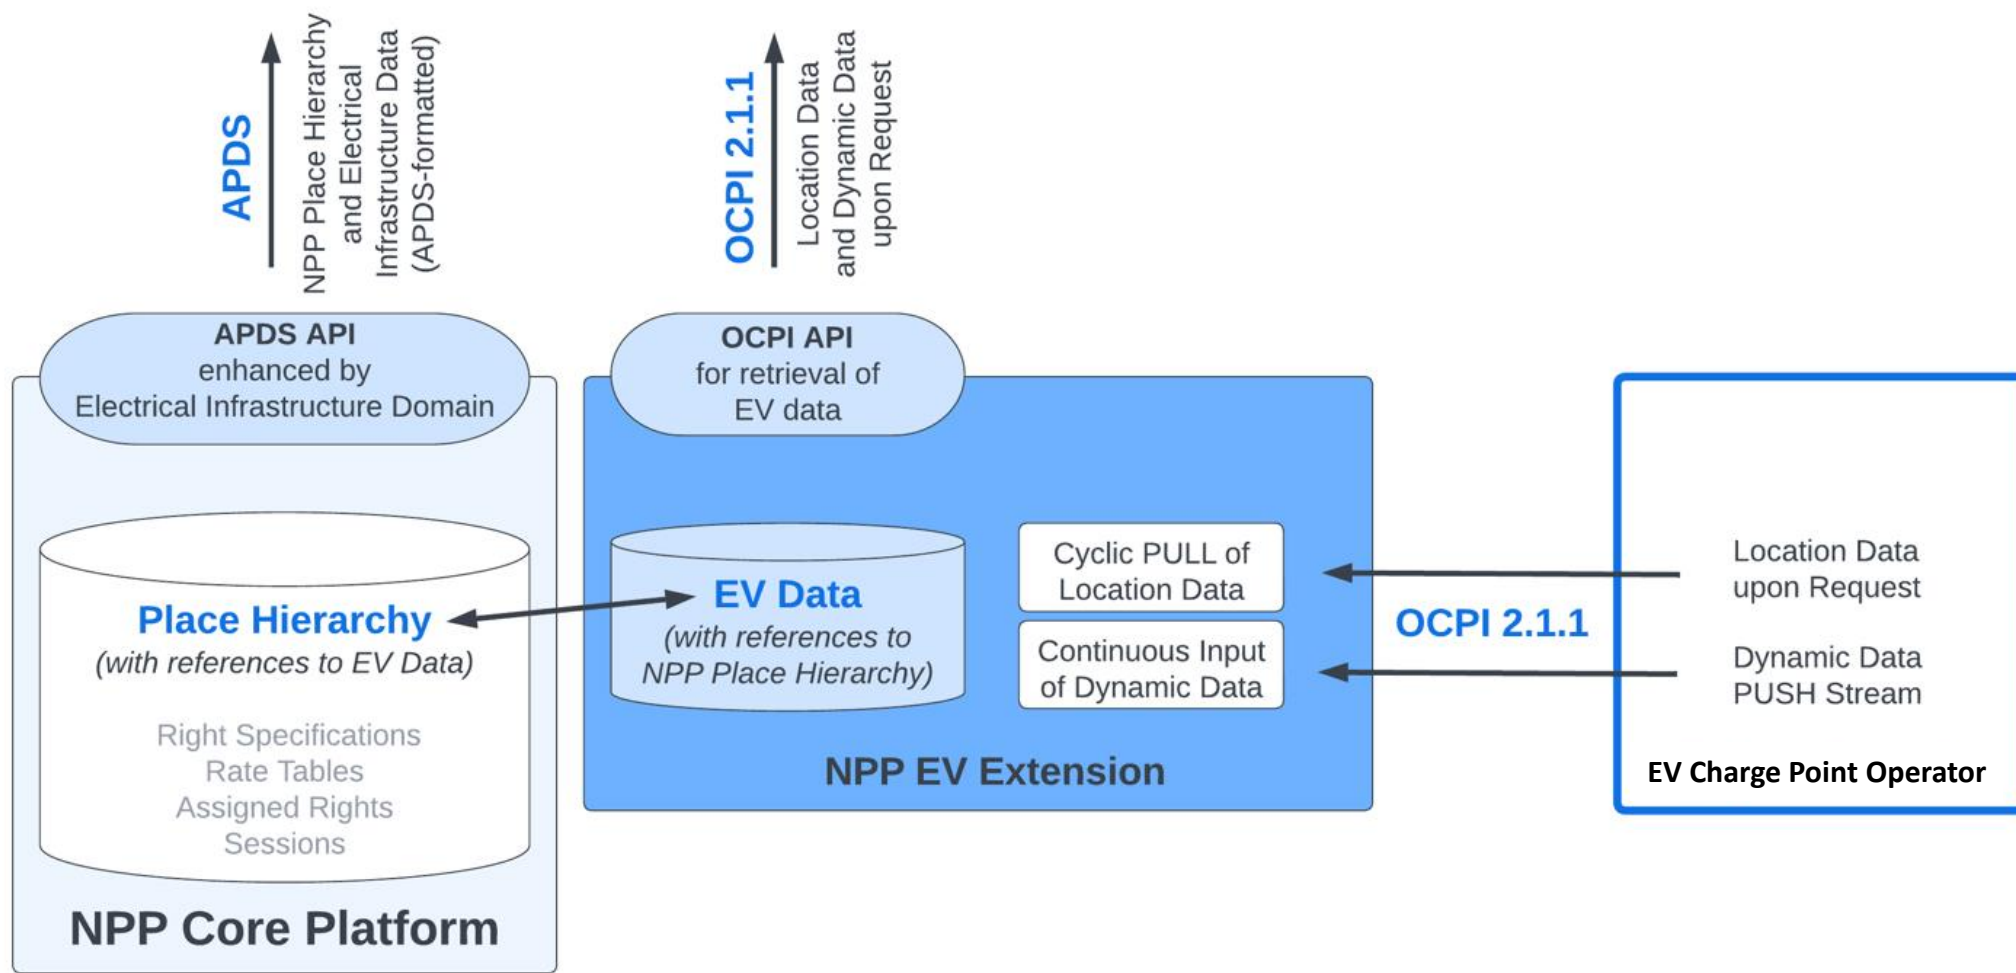 APDS
NPP Place Hierarchy
and Electrical
Infrastructure Data
(APDS-formatted)
OCPI 2.1.1
Location Data
and Dynamic Data
upon Request
APDS API
enhanced by
Electrical Infrastructure Domain
OCPI API
for retrieval of
EV data
Place Hierarchy
(with references to EV Data)
Right Specifications
Rate Tables
Assigned Rights
Sessions
NPP Core Platform
EV Data
(with references to
NPP Place Hierarchy)
Cyclic PULL of
Location Data
Continuous Input
of Dynamic Data
NPP EV Extension
OCPI 2.1.1
Location Data
upon Request
Dynamic Data
PUSH Stream
EV Charge Point Operator